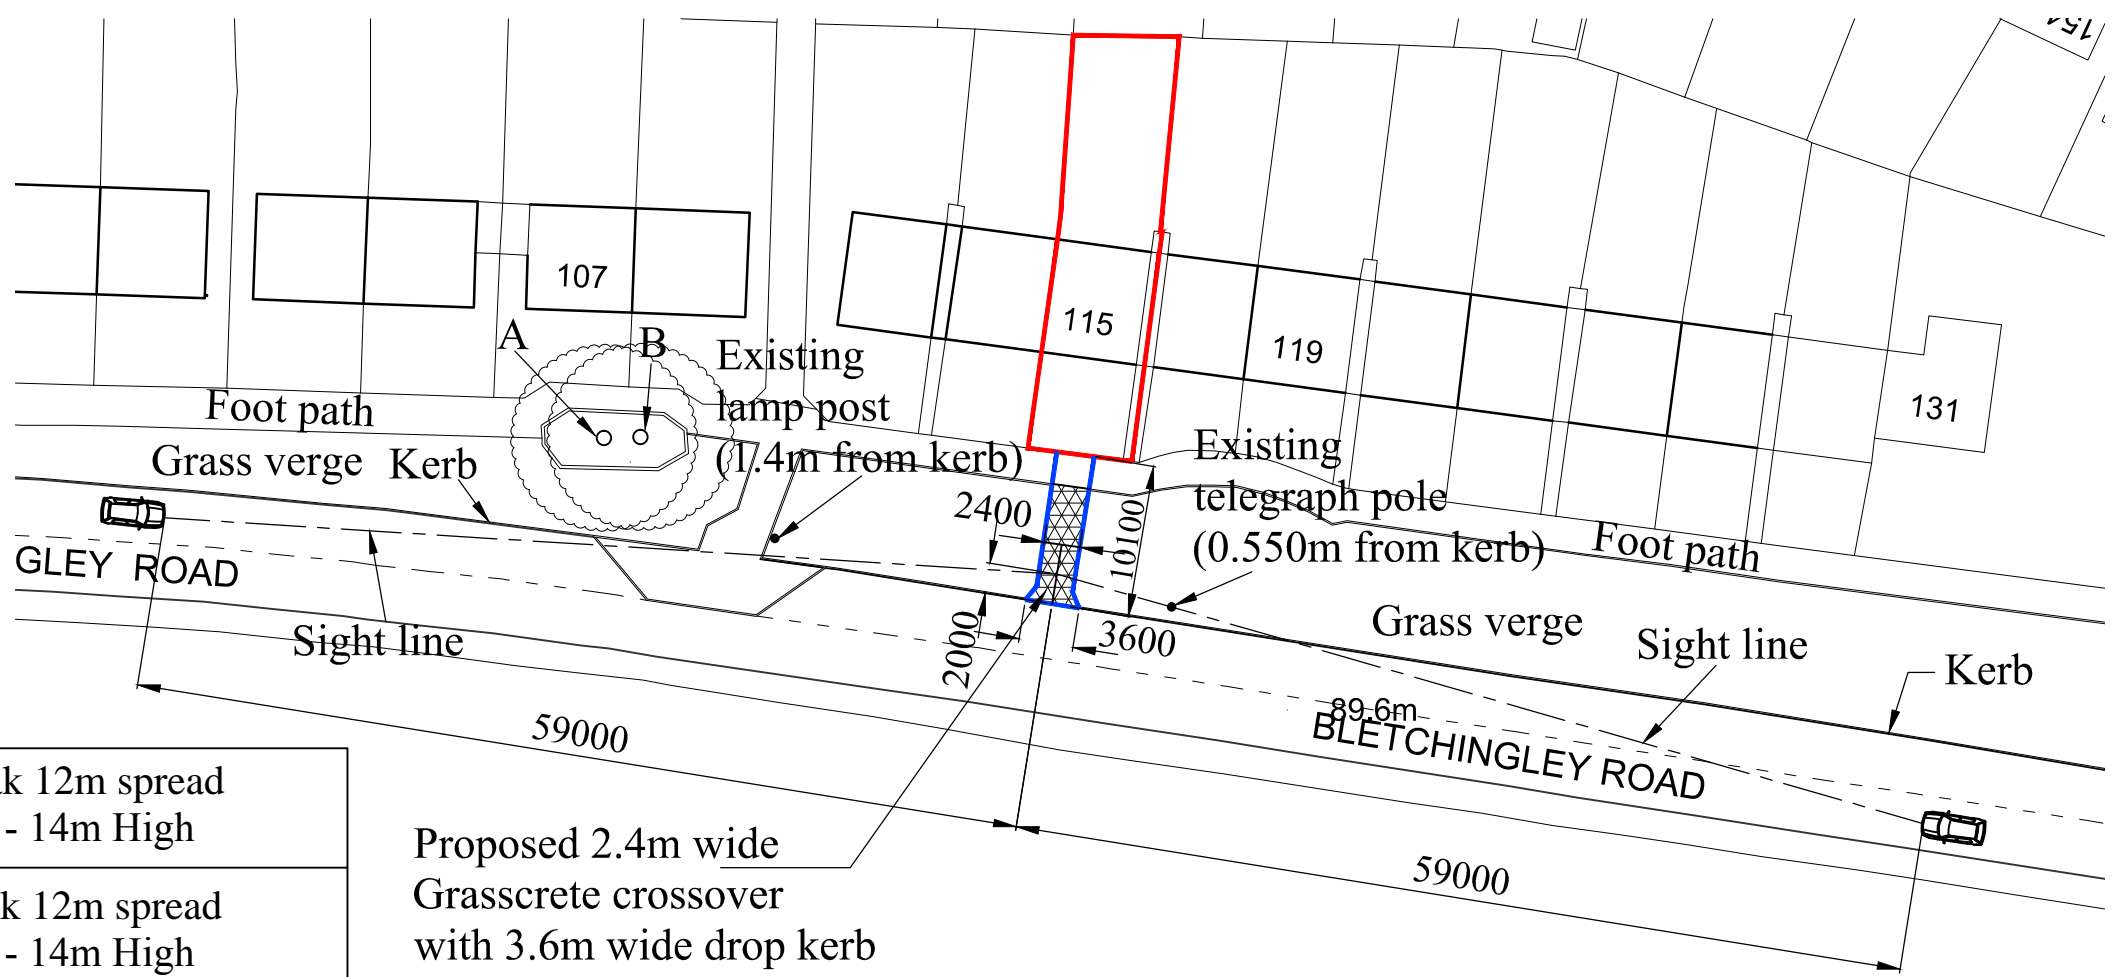 154
107
115
119
131
A
B
Existing
lamp post
(1.4m from kerb)
Foot path
Grass verge
Kerb
Existing
telegraph pole
(0.550m from kerb)
2400
10100
Foot path
GLEY ROAD
Sight line
2000
3600
Grass verge
Sight line
Kerb
89.6m
BLETCHINGLEY ROAD
59000
59000
k 12m spread
- 14m High
k 12m spread
- 14m High
Proposed 2.4m wide
Grasscrete crossover
with 3.6m wide drop kerb